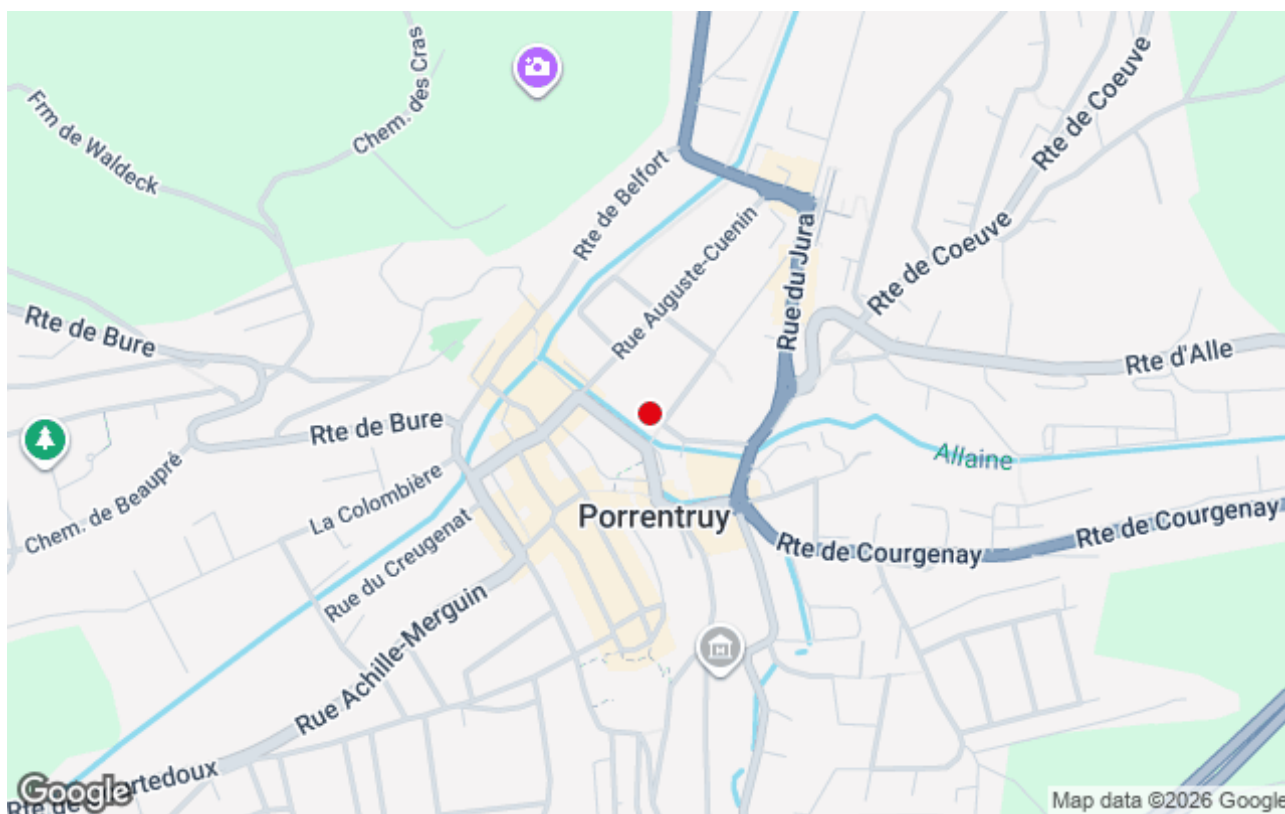 Chem. des Cras
Frm de Waldeck
Rte de Coeuve
Rte de Belfort
Rue Auguste-Cuenin
Rue du Jura
Rte de Coeuve
Rte de Bure
Rte d'Alle
Rte de Bure
Allaine
La Colombière
Chem. de Beaupré
Porrentruy
Rte de Courgenay
Rte de Courgenay
Rue du Creugenat
Rue Achille-Merguin
Rte de
rtedoux
Google
Map data ©2026 Google